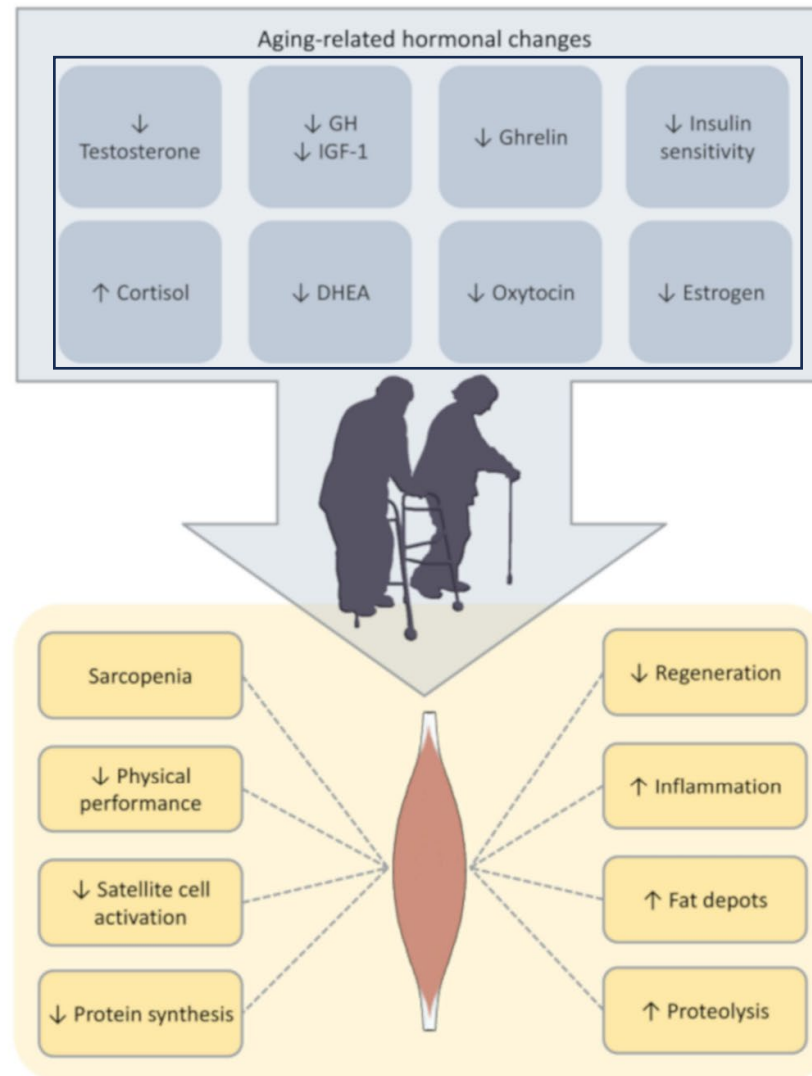 Aging-related hormonal changes
↓
Testosterone
↓ GH
↓ IGF-1
↓ Ghrelin
↓ Insulin
sensitivity
↑ Cortisol
↓ DHEA
↓ Oxytocin
↓ Estrogen
Sarcopenia
↓ Physical
performance
↓ Satellite cell
activation
↓ Protein synthesis
↓ Regeneration
↑ Inflammation
↑ Fat depots
↑ Proteolysis